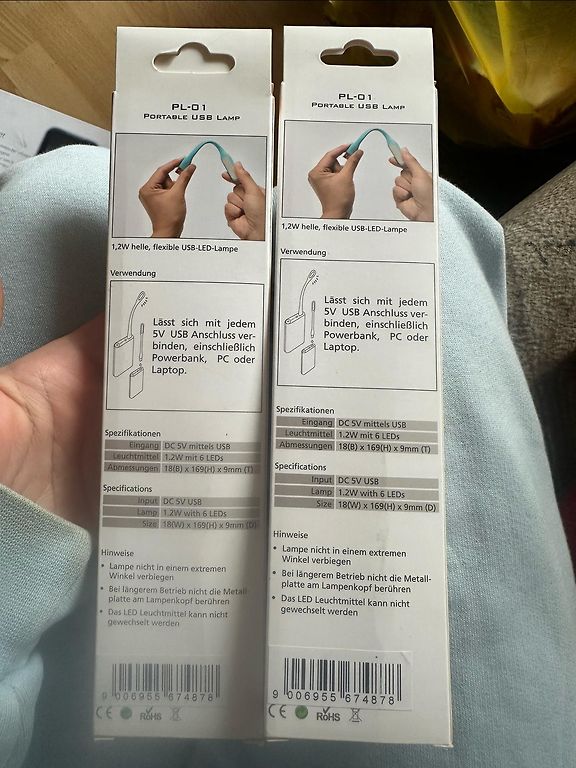 PL-01
PORTABLE USB LAMP
1,2W helle, flexible USB-LED-Lampe
Verwendung
Lässt sich mit jedem
5V USB Anschluss ver-
binden, einschließlich
Powerbank, PC oder
Laptop.
Spezifikationen
Eingang DC 5V mittels USB
Leuchtmittel 1.2W mit 6 LEDs
Abmessungen 18(B) x 169(H) x 9mm (T)
Specifications
Input DC 5V USB
Lamp 1.2W with 6 LEDs
Size 18(W) x 169(H) x 9mm (D)
Hinweise
• Lampe nicht in einem extremen
Winkel verbiegen
• Bei längerem Betrieb nicht die Metall-
platte am Lampenkopf berühren
• Das LED Leuchtmittel kann nicht
gewechselt werden
9 006955 674878
CE RoHS
PL-01
PORTABLE USB LAMP
1,2W helle, flexible USB-LED-Lampe
Verwendung
Lässt sich mit jedem
5V USB Anschluss ver-
binden, einschließlich
Powerbank, PC oder
Laptop.
Spezifikationen
Eingang DC 5V mittels USB
Leuchtmittel 1.2W mit 6 LEDs
Abmessungen 18(B) x 169(H) x 9mm (T)
Specifications
Input DC 5V USB
Lamp 1.2W with 6 LEDs
Size 18(W) x 169(H) x 9mm (D)
Hinweise
• Lampe nicht in einem extremen
Winkel verbiegen
• Bei längerem Betrieb nicht die Metall-
platte am Lampenkopf berühren
• Das LED Leuchtmittel kann nicht
gewechselt werden
9 006955 674878
CE RoHS